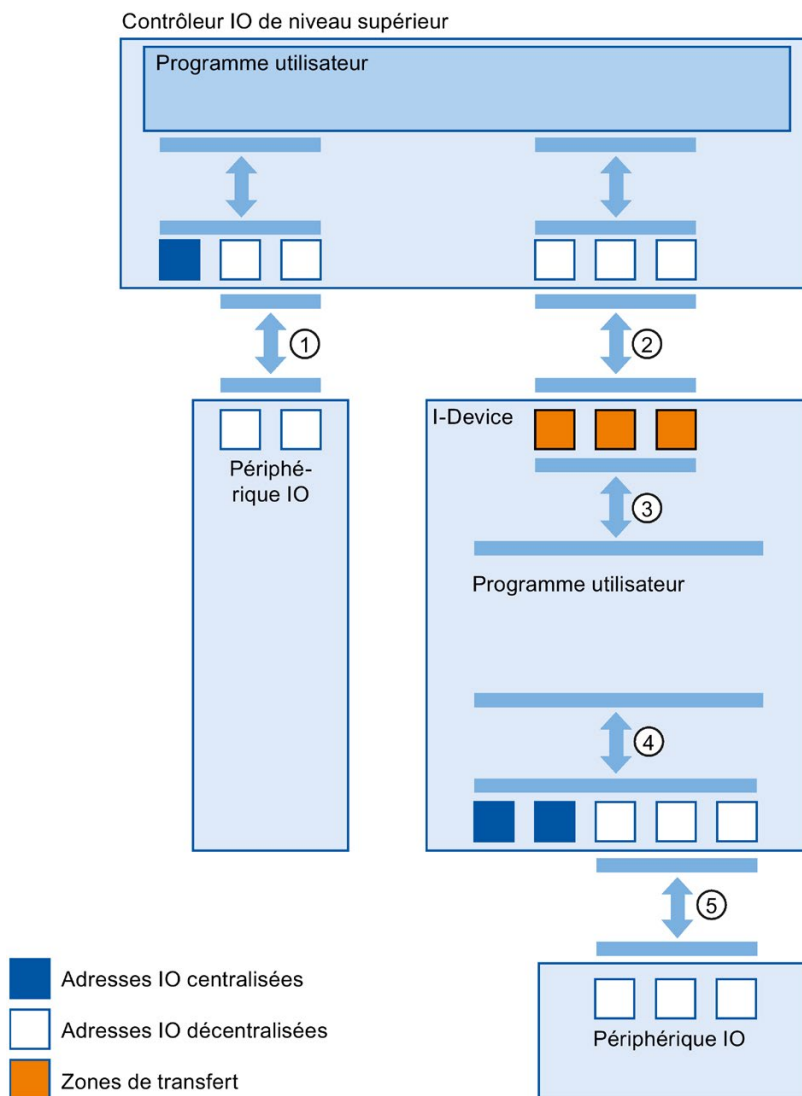 Contrôleur IO de niveau supérieur
Programme utilisateur
1
2
I-Device
Périphé-
rique IO
3
Programme utilisateur
4
5
Adresses IO centralisées
Adresses IO décentralisées
Périphérique IO
Zones de transfert